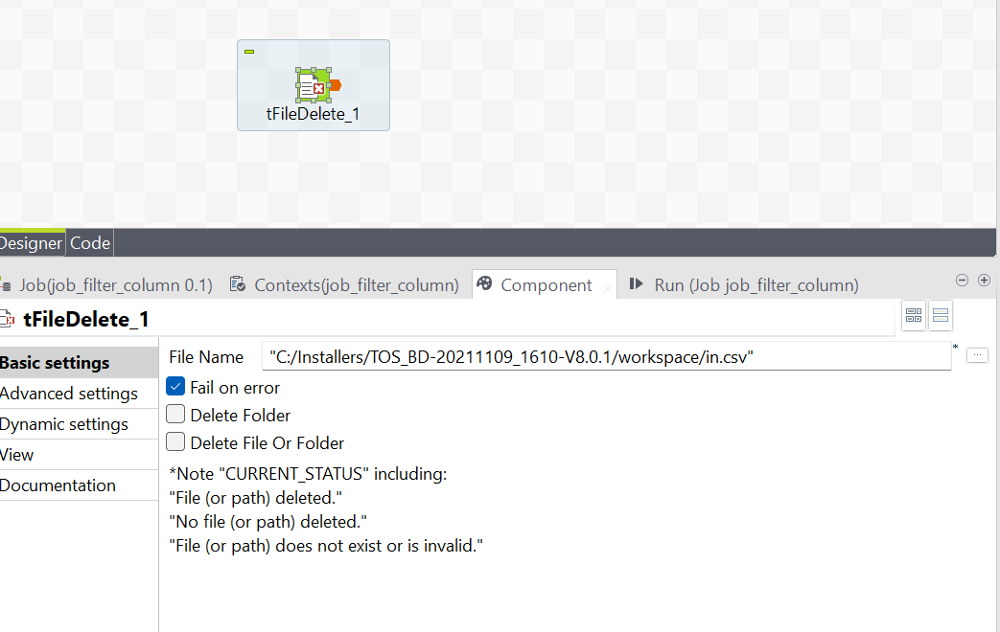 tFileDelete_1
Designer Code
Job(job_filter_column 0.1) Contexts(job_filter_column) Component Run (Job job_filter_column)
tFileDelete_1
Basic settings
Advanced settings
Dynamic settings
View
Documentation
File Name "C:/Installers/TOS_BD-20211109_1610-V8.0.1/workspace/in.csv" * ...
Fail on error
Delete Folder
Delete File Or Folder
*Note "CURRENT_STATUS" including:
"File (or path) deleted."
"No file (or path) deleted."
"File (or path) does not exist or is invalid."